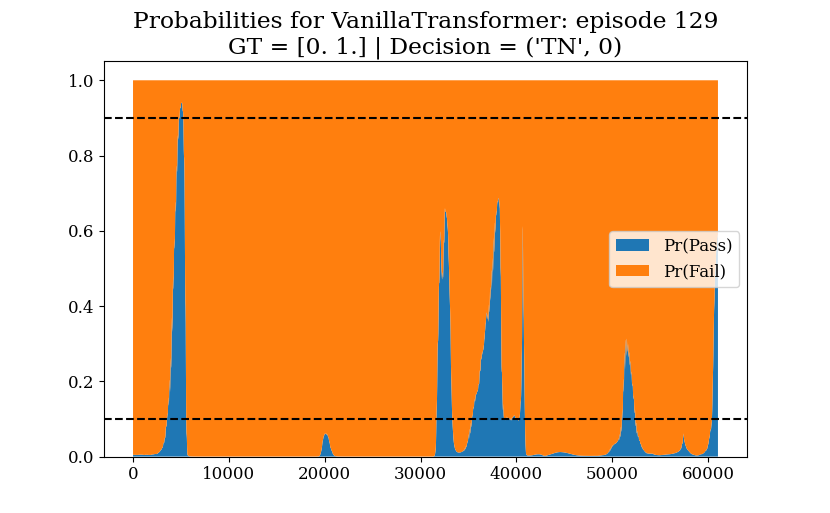 Probabilities for VanillaTransformer: episode 129
GT = [0. 1.] | Decision = ('TN', 0)
1.0
0.8
0.6
0.4
0.2
0.0
Pr(Pass)
Pr(Fail)
0 10000 20000 30000 40000 50000 60000